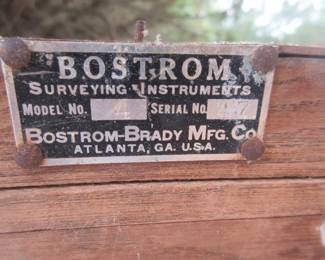 BOSTROM
SURVEYING INSTRUMENTS
MODEL NO. 4 SERIAL NO.
BOSTROM-BRADY MFG. CO.
ATLANTA, GA. U.S.A.